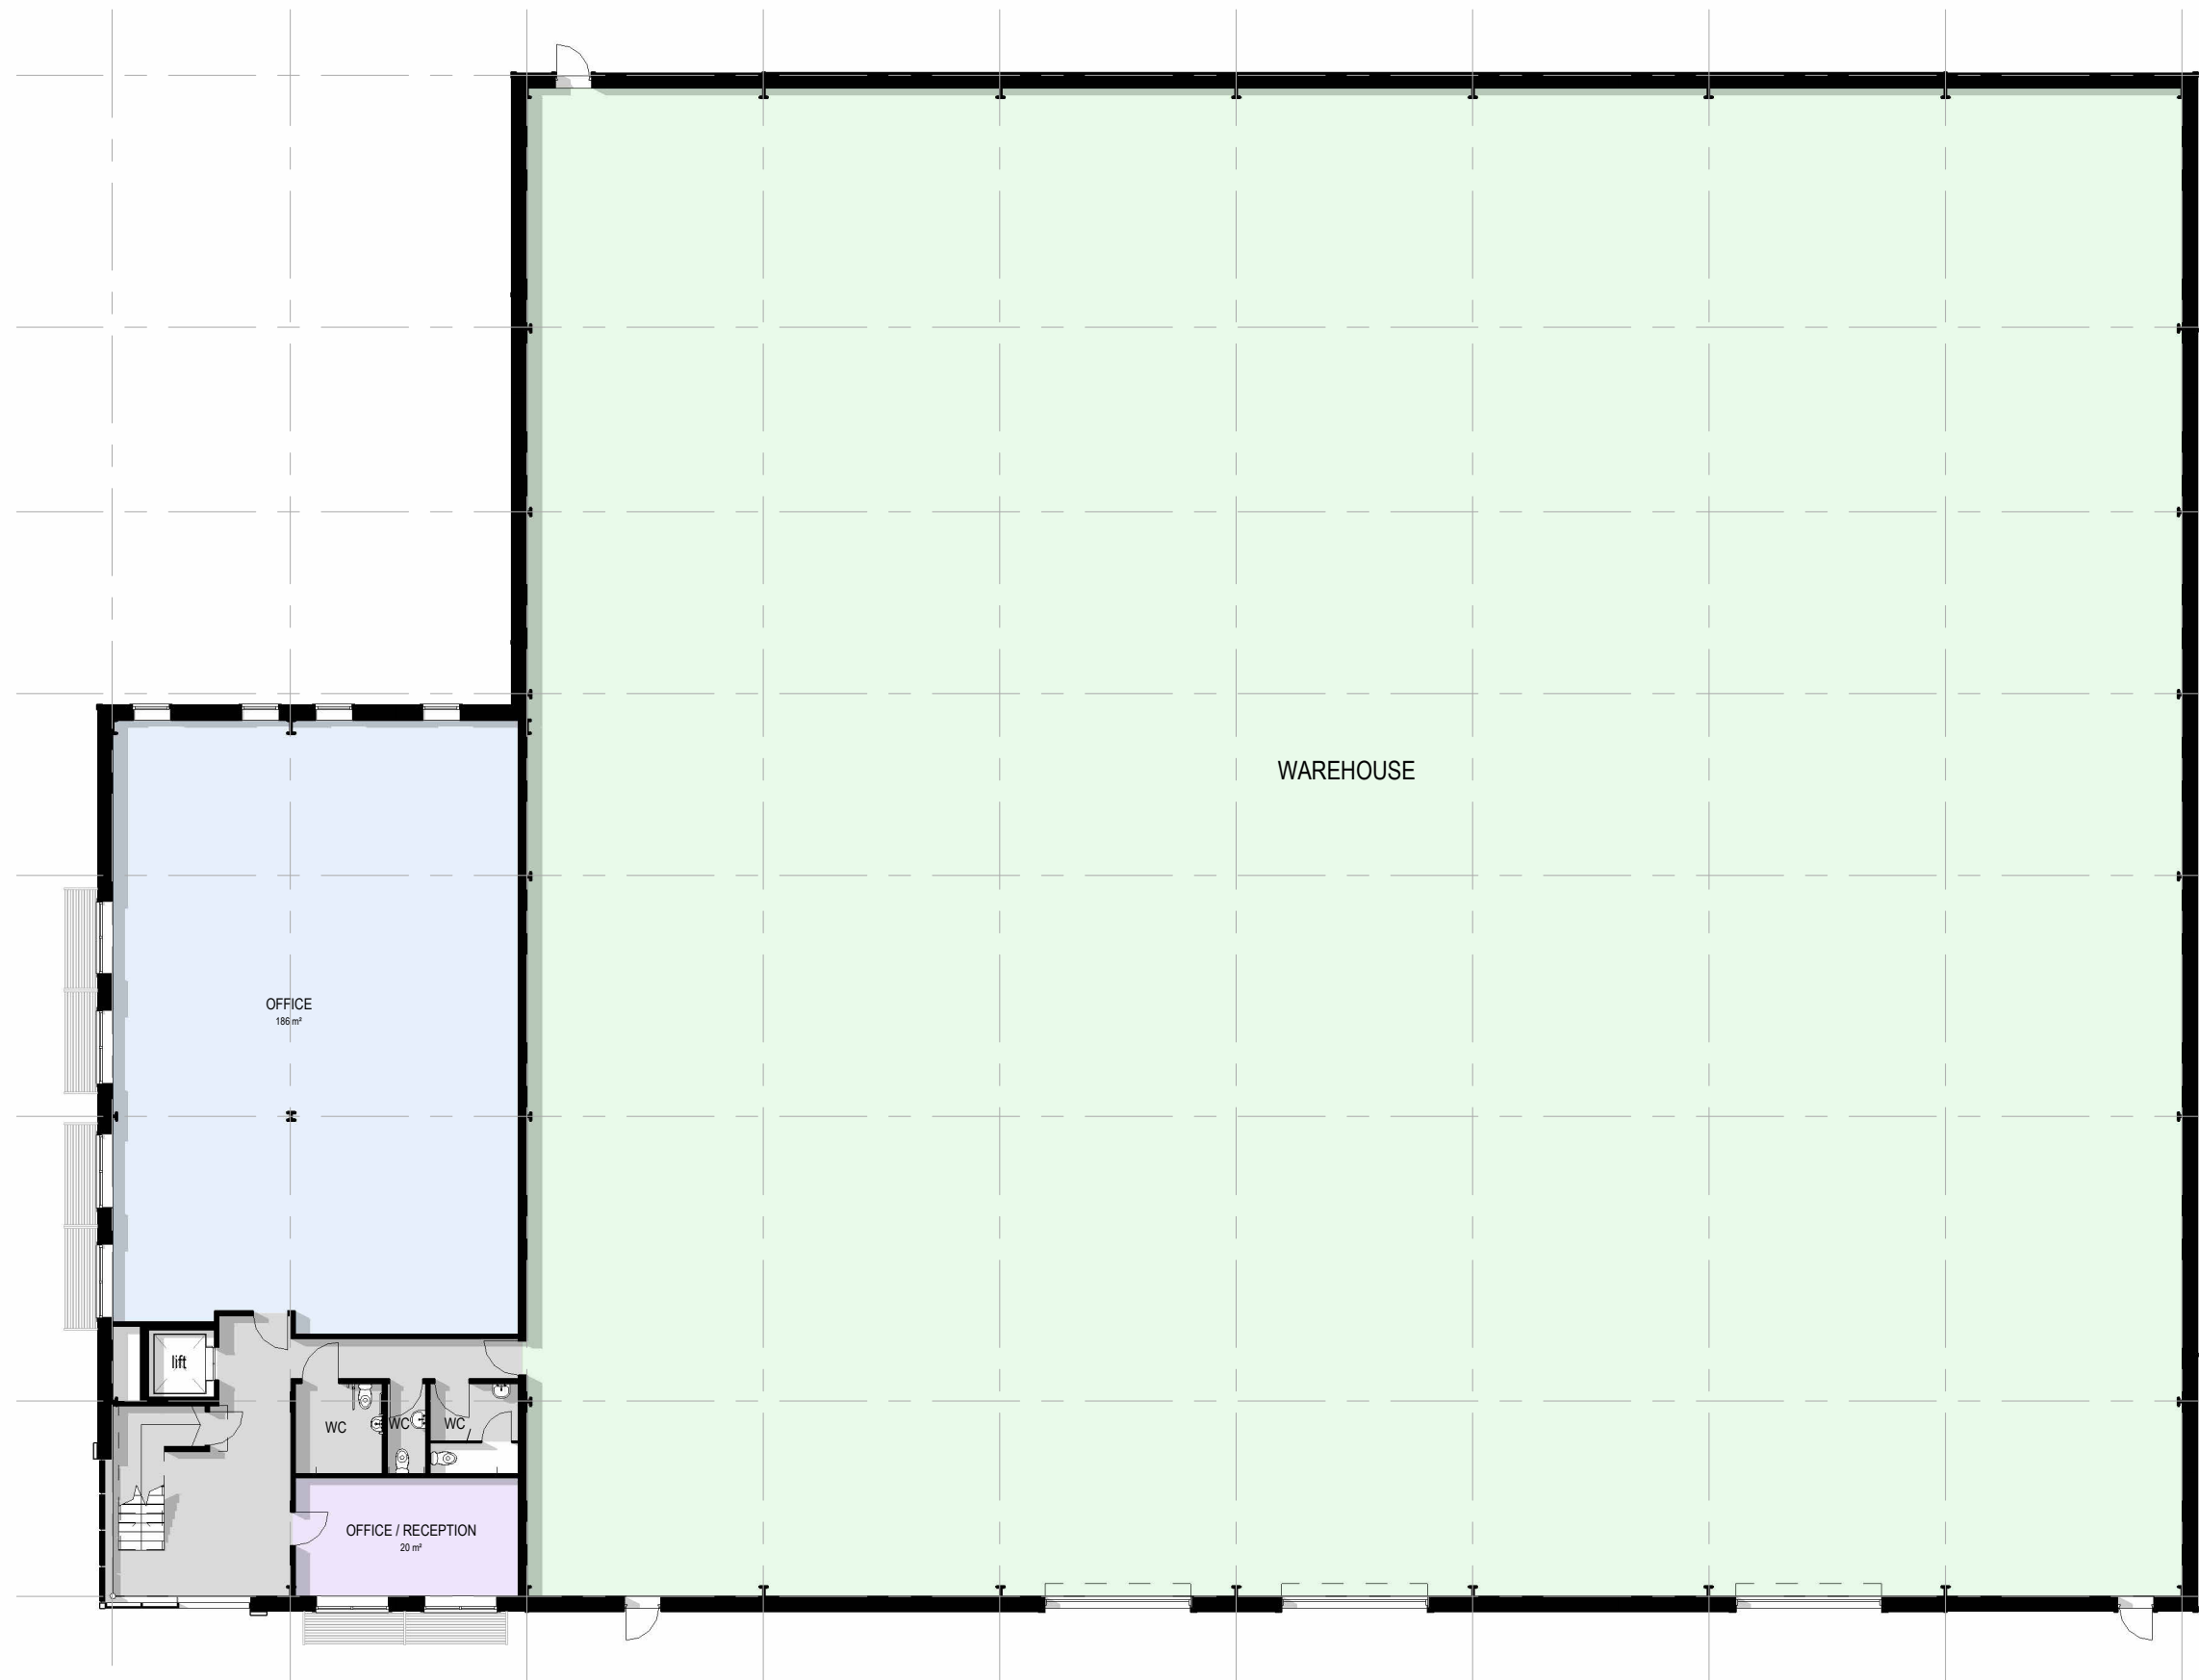 WAREHOUSE
OFFICE
186 m²
lift
WC
WC
WC
OFFICE / RECEPTION
20 m²